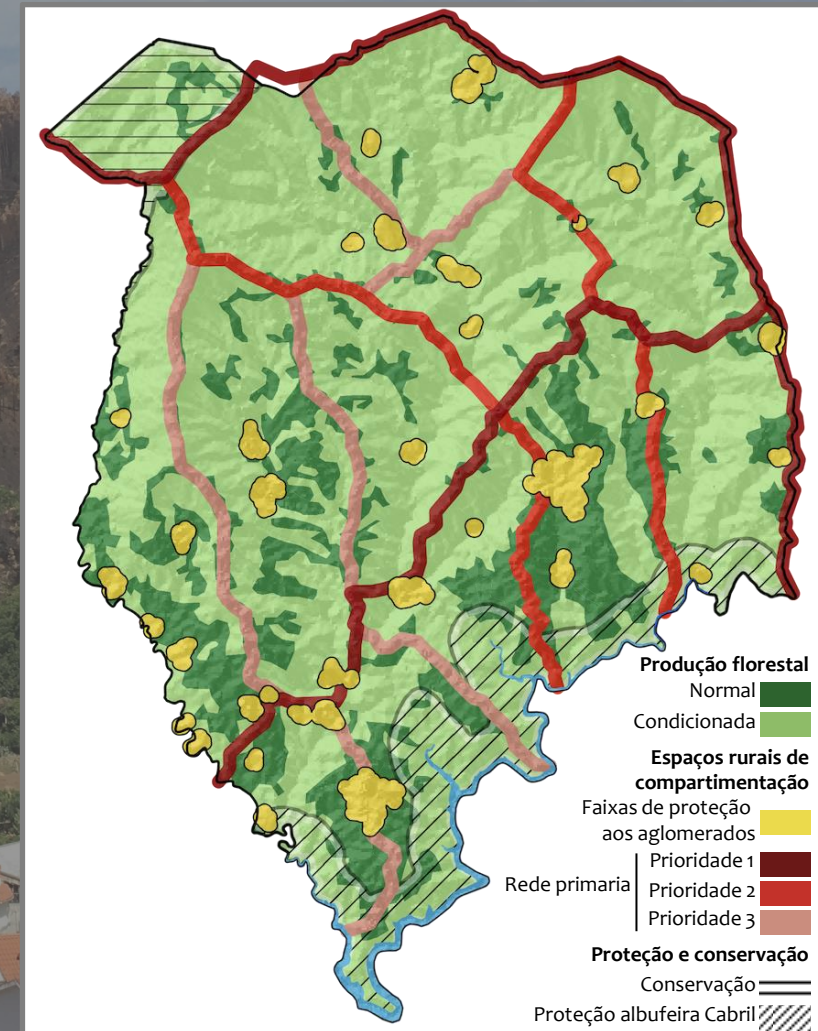 Produção florestal
Normal
Condicionada
Espaços rurais de
compartimentação
Faixas de proteção
aos aglomerados
Rede primaria
Prioridade 1
Prioridade 2
Prioridade 3
Proteção e conservação
Conservação
Proteção albufeira Cabril